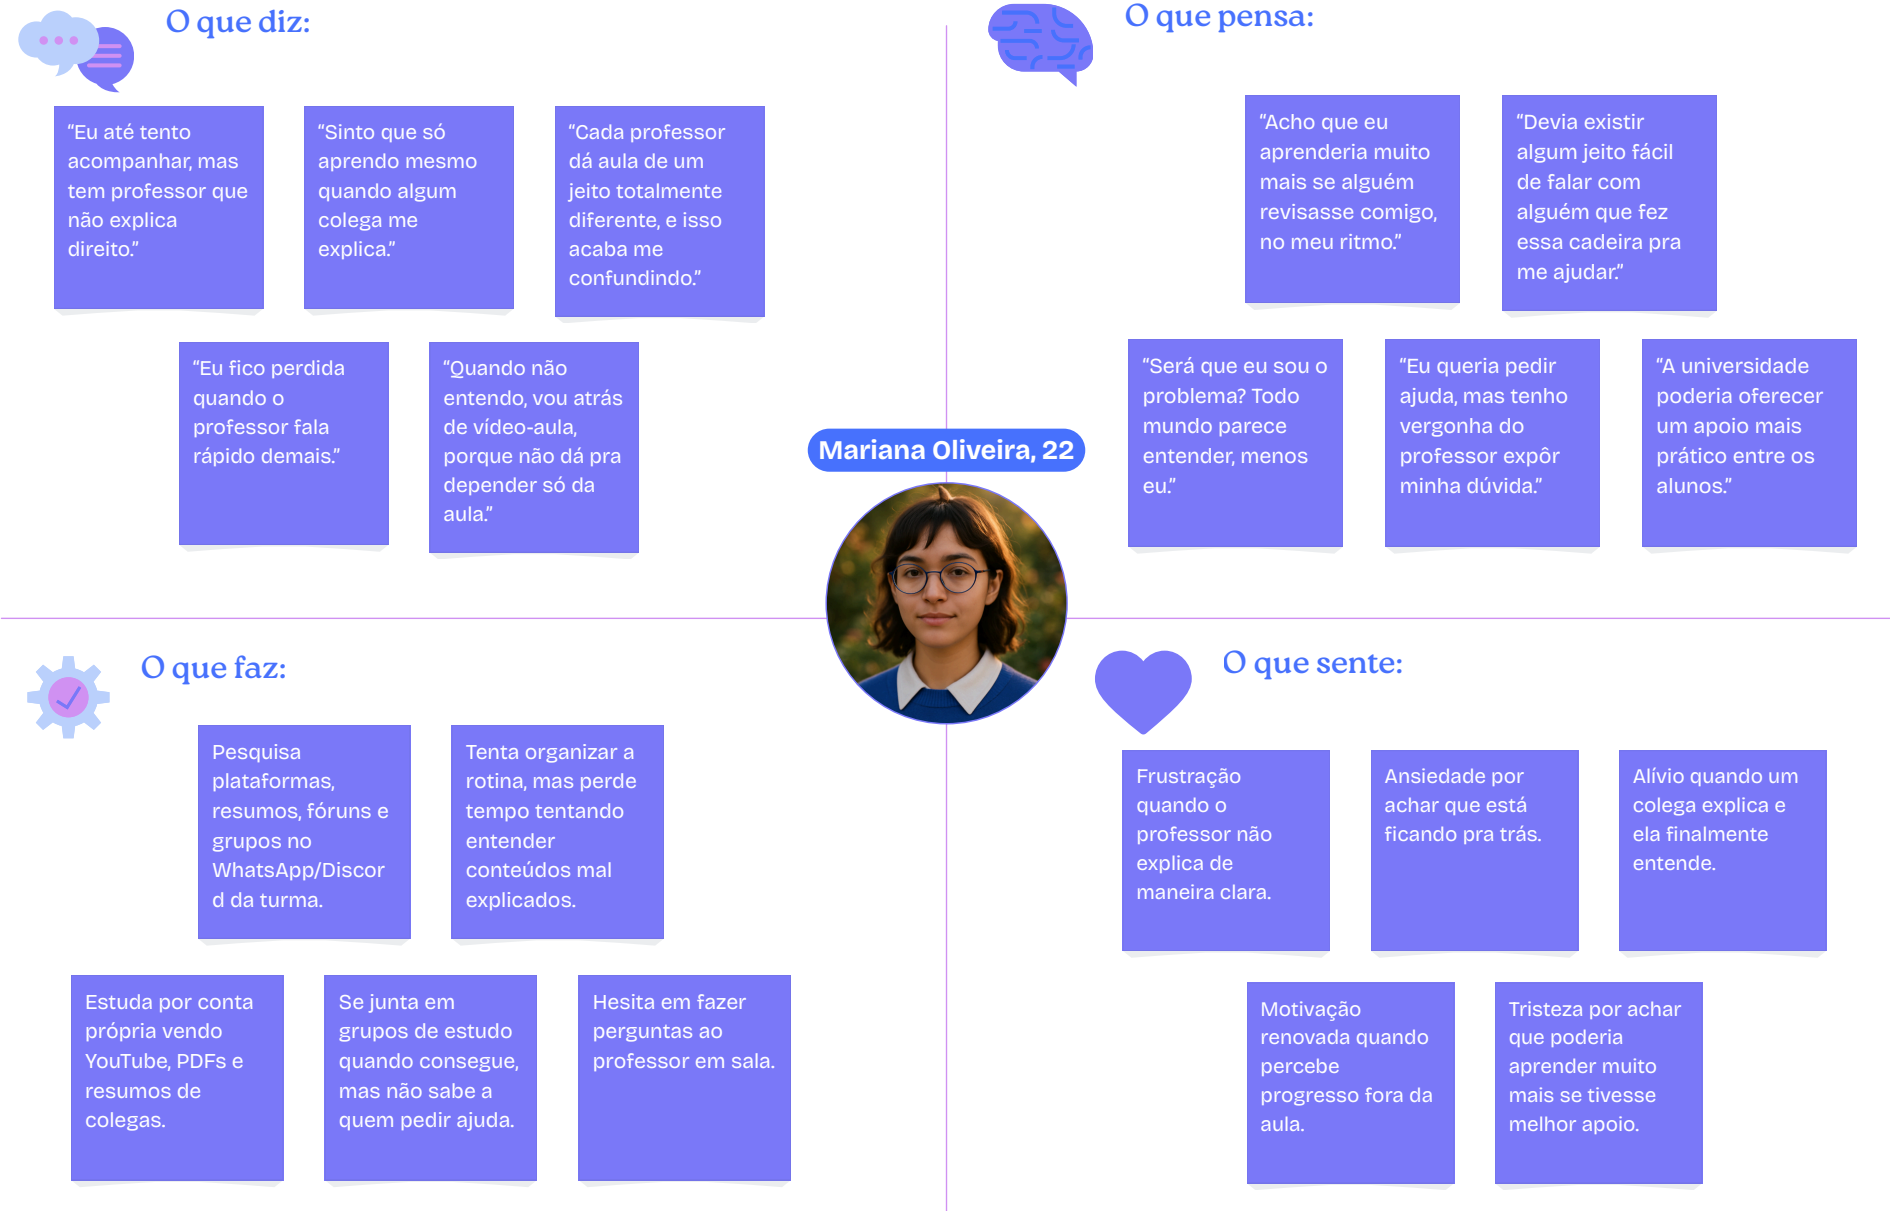 O que diz:
“Eu até tento
acompanhar, mas
tem professor que
não explica
direito.”
“Sinto que só
aprendo mesmo
quando algum
colega me
explica.”
“Cada professor
dá aula de um
jeito totalmente
diferente, e isso
acaba me
confundindo.”
“Eu fico perdida
quando o
professor fala
rápido demais.”
“Quando não
entendo, vou atrás
de vídeo-aula,
porque não dá pra
depender só da
aula.”
O que pensa:
“Acho que eu
aprenderia muito
mais se alguém
revisasse comigo,
no meu ritmo.”
“Devia existir
algum jeito fácil
de falar com
alguém que fez
essa cadeira pra
me ajudar.”
“Será que eu sou o
problema? Todo
mundo parece
entender, menos
eu.”
“Eu queria pedir
ajuda, mas tenho
vergonha do
professor expôr
minha dúvida.”
“A universidade
poderia oferecer
um apoio mais
prático entre os
alunos.”
Mariana Oliveira, 22
O que faz:
Pesquisa
plataformas,
resumos, fóruns e
grupos no
WhatsApp/Discor
d da turma.
Tenta organizar a
rotina, mas perde
tempo tentando
entender
conteúdos mal
explicados.
Estuda por conta
própria vendo
YouTube, PDFs e
resumos de
colegas.
Se junta em
grupos de estudo
quando consegue,
mas não sabe a
quem pedir ajuda.
Hesita em fazer
perguntas ao
professor em sala.
O que sente:
Frustração
quando o
professor não
explica de
maneira clara.
Ansiedade por
achar que está
ficando pra trás.
Alívio quando um
colega explica e
ela finalmente
entende.
Motivação
renovada quando
percebe
progresso fora da
aula.
Tristeza por achar
que poderia
aprender muito
mais se tivesse
melhor apoio.